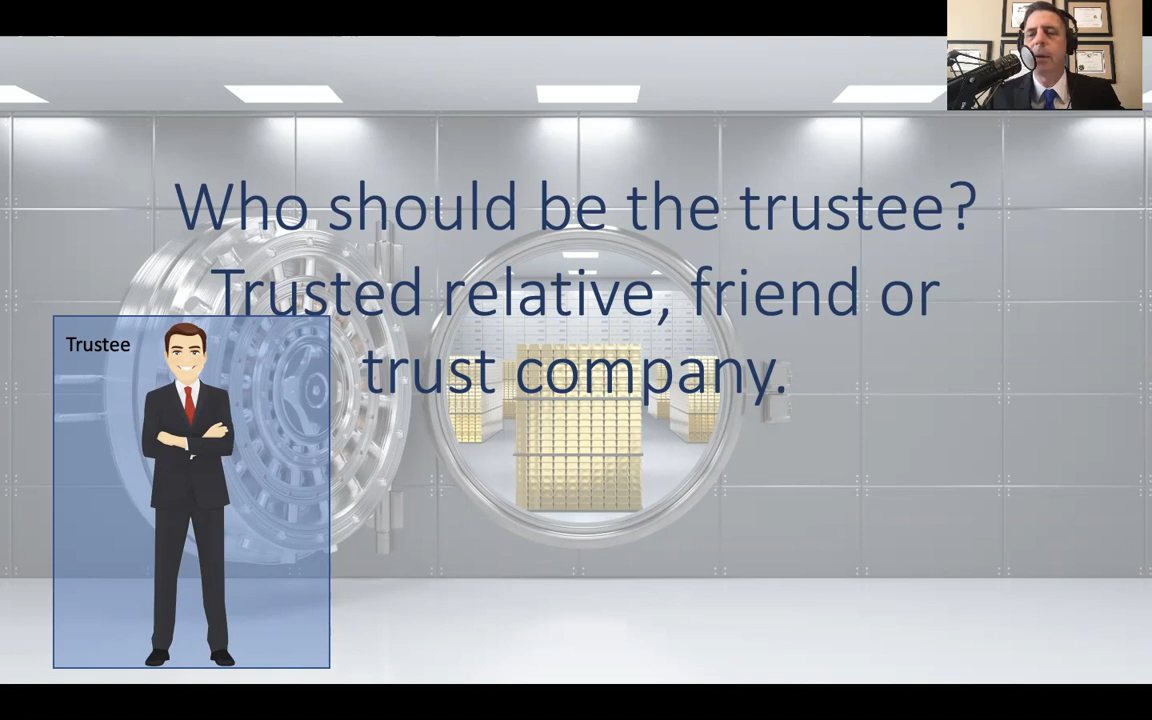 Who should be the trustee?
Trusted relative, friend or
trust company.
Trustee